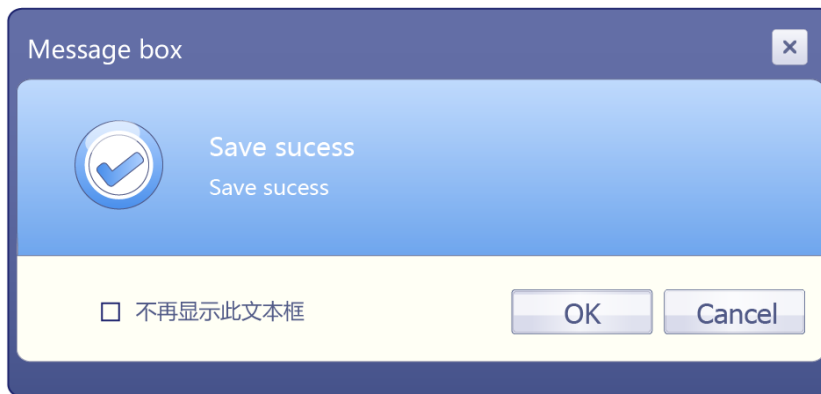 Message box
Save sucess
Save sucess
不再显示此文本框
OK
Cancel